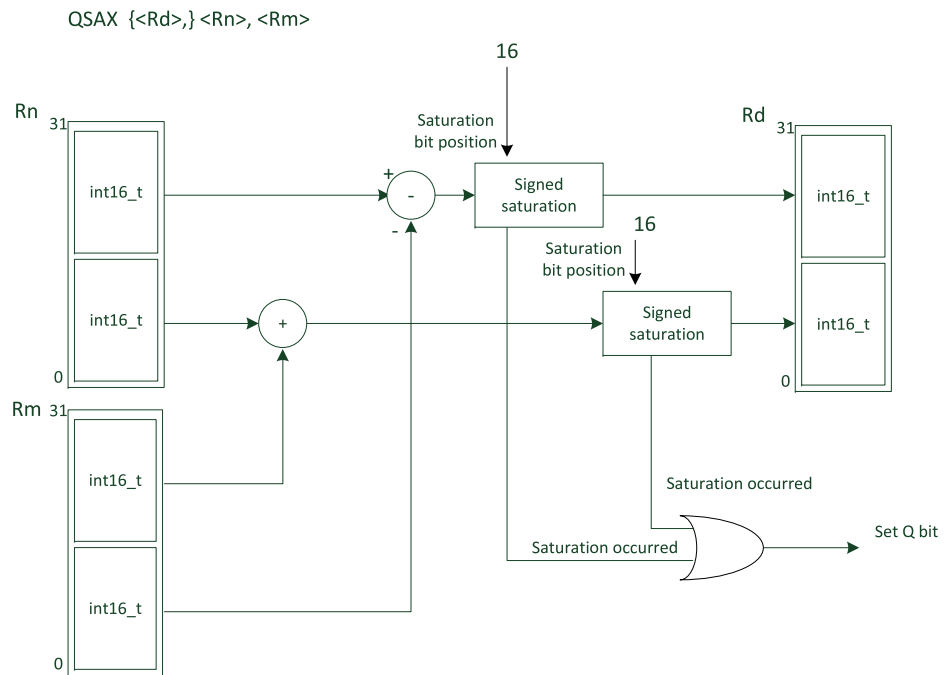 QSAX {<Rd>,} <Rn>, <Rm>
16
Rn
31
Saturation
bit position
Rd
31
int16_t
+
-
-
Signed
saturation
int16_t
16
Saturation
bit position
int16_t
+
Signed
saturation
int16_t
0
0
Rm
31
int16_t
Saturation occurred
Set Q bit
Saturation occurred
int16_t
0